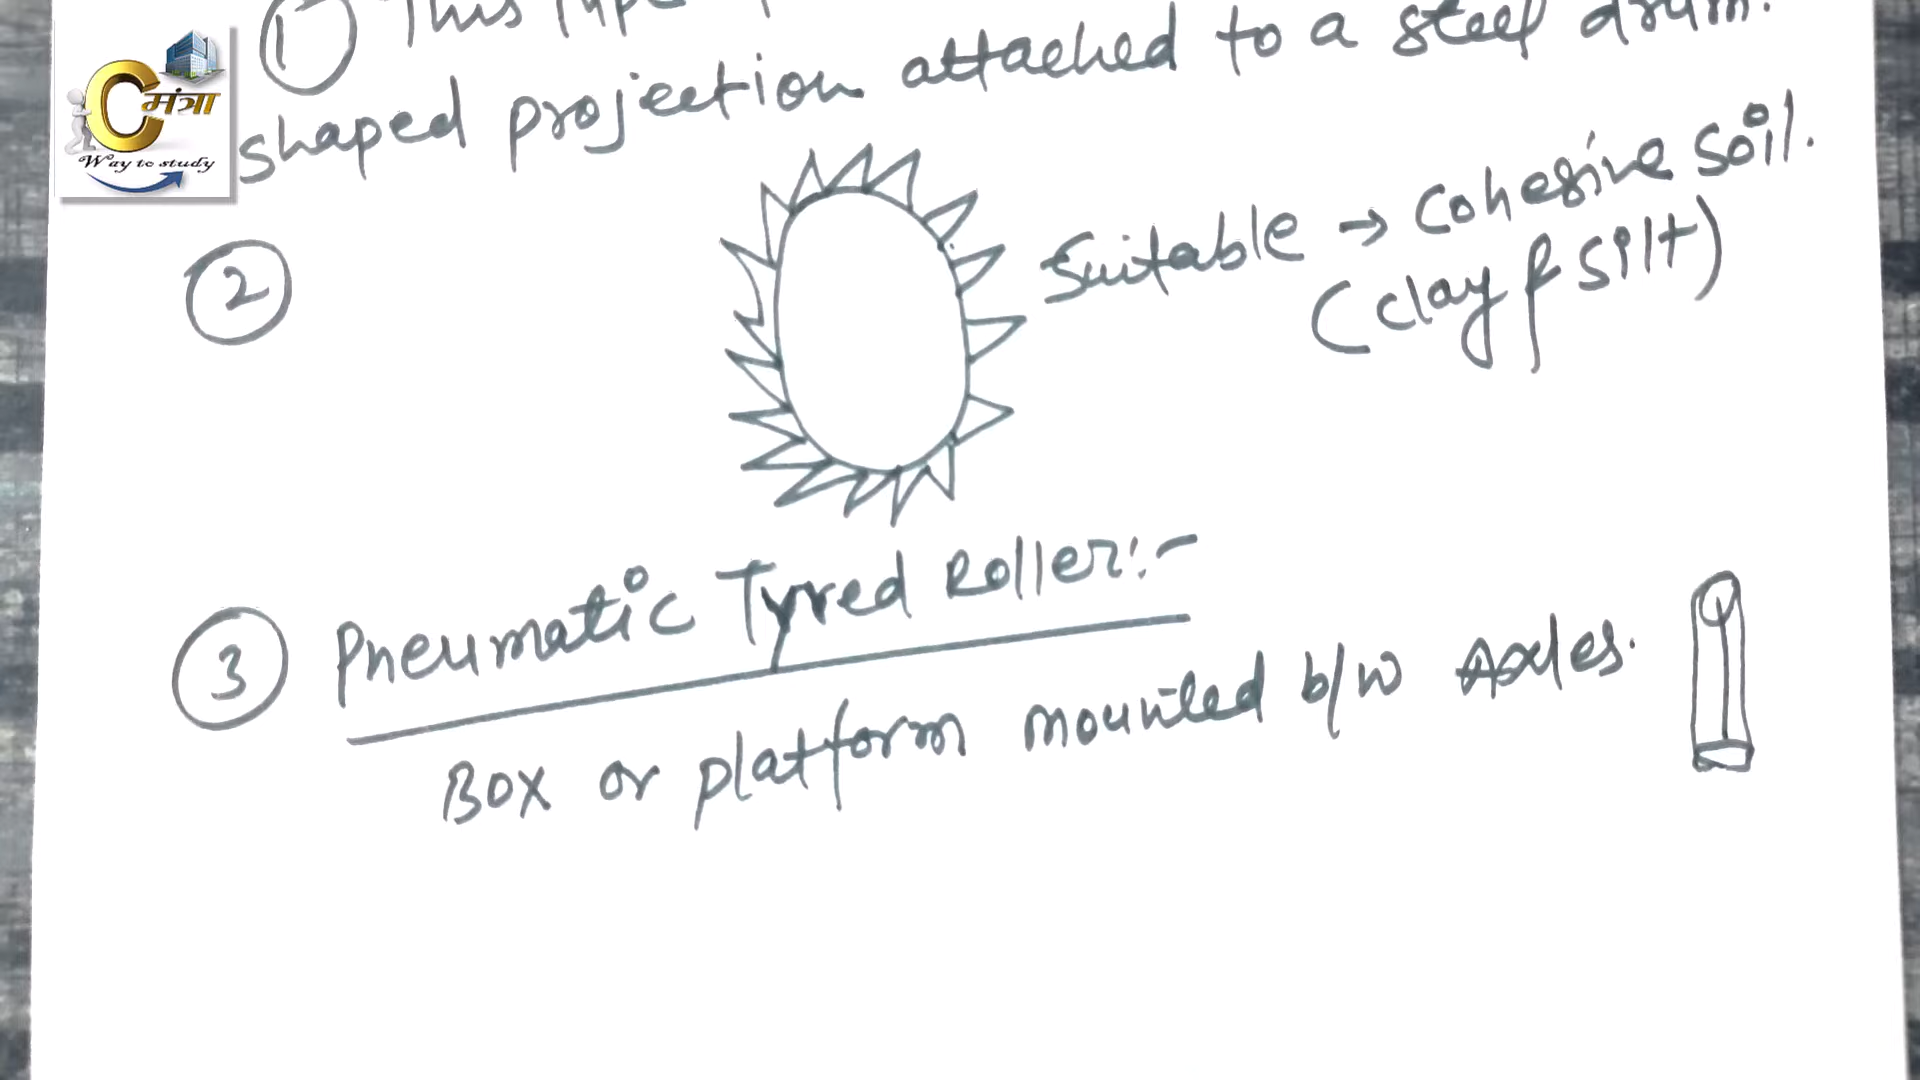 ① This
shaped projection attached to a steel drum.
C मंत्रा
Way to study
②
Suitable → Cohesive Soil.
(clay & silt)
③ Pneumatic Tyred Roller:-
Box or platform mounted b/w Axles.